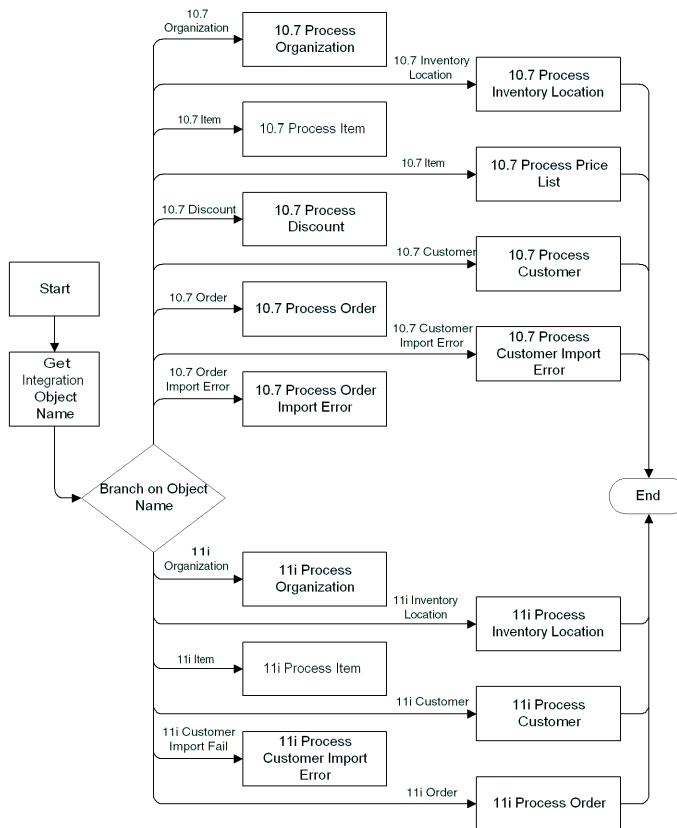 10.7
Organization
10.7 Process
Organization
10.7 Inventory
Location
10.7 Process
Inventory Location
10.7 Item
10.7 Process Item
10.7 Item
10.7 Process Price
List
10.7 Discount
10.7 Process
Discount
10.7 Customer
10.7 Process
Customer
Start
10.7 Order
10.7 Process Order
10.7 Customer
Import Error
10.7 Process
Customer Import
Error
Get
Integration
Object
Name
10.7 Order
Import Error
10.7 Process Order
Import Error
Branch on Object
Name
End
11i
Organization
11i Process
Organization
11i Inventory
Location
11i Process
Inventory Location
11i Item
11i Process Item
11i Customer
11i Process
Customer
11i Customer
Import Fail
11i Process
Customer Import
Error
11i Order
11i Process Order